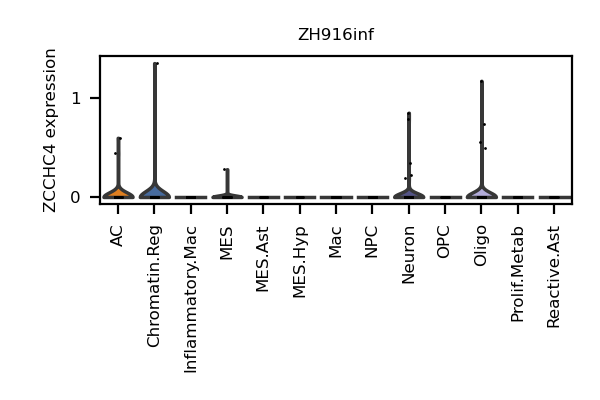 ZH916inf
ZCCHC4 expression
1
0
AC
Chromatin.Reg
Inflammatory.Mac
MES
MES.Ast
MES.Hyp
Mac
NPC
Neuron
OPC
Oligo
Prolif.Metab
Reactive.Ast